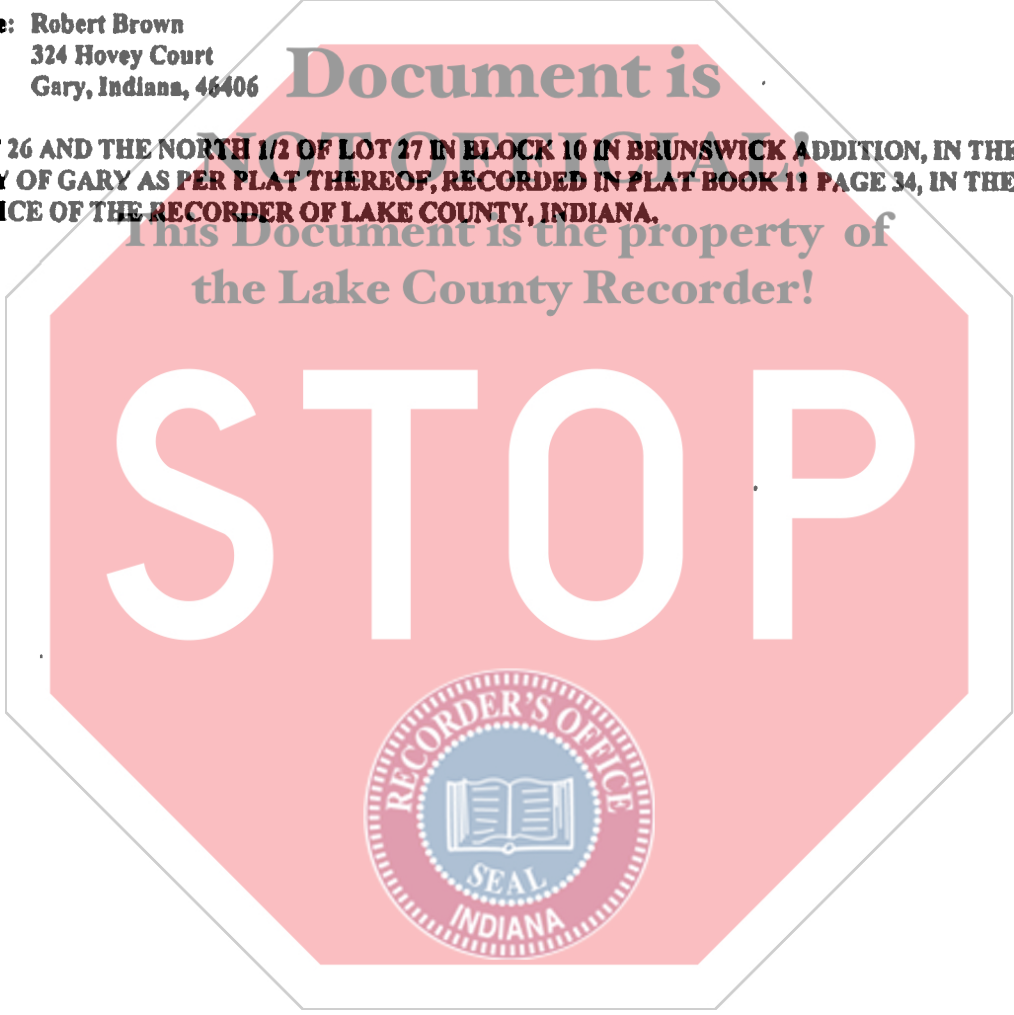 e: Robert Brown
324 Hovey Court
Gary, Indiana, 46406
Document is
NOT OFFICIAL!
26 AND THE NORTH 1/2 OF LOT 27 IN BLOCK 10 IN BRUNSWICK ADDITION, IN THE
Y OF GARY AS PER PLAT THEREOF, RECORDED IN PLAT BOOK 11 PAGE 34, IN THE
ICE OF THE RECORDER OF LAKE COUNTY, INDIANA.
This Document is the property of
the Lake County Recorder!
STOP
RECORDER'S OFFICE
SEAL
INDIANA